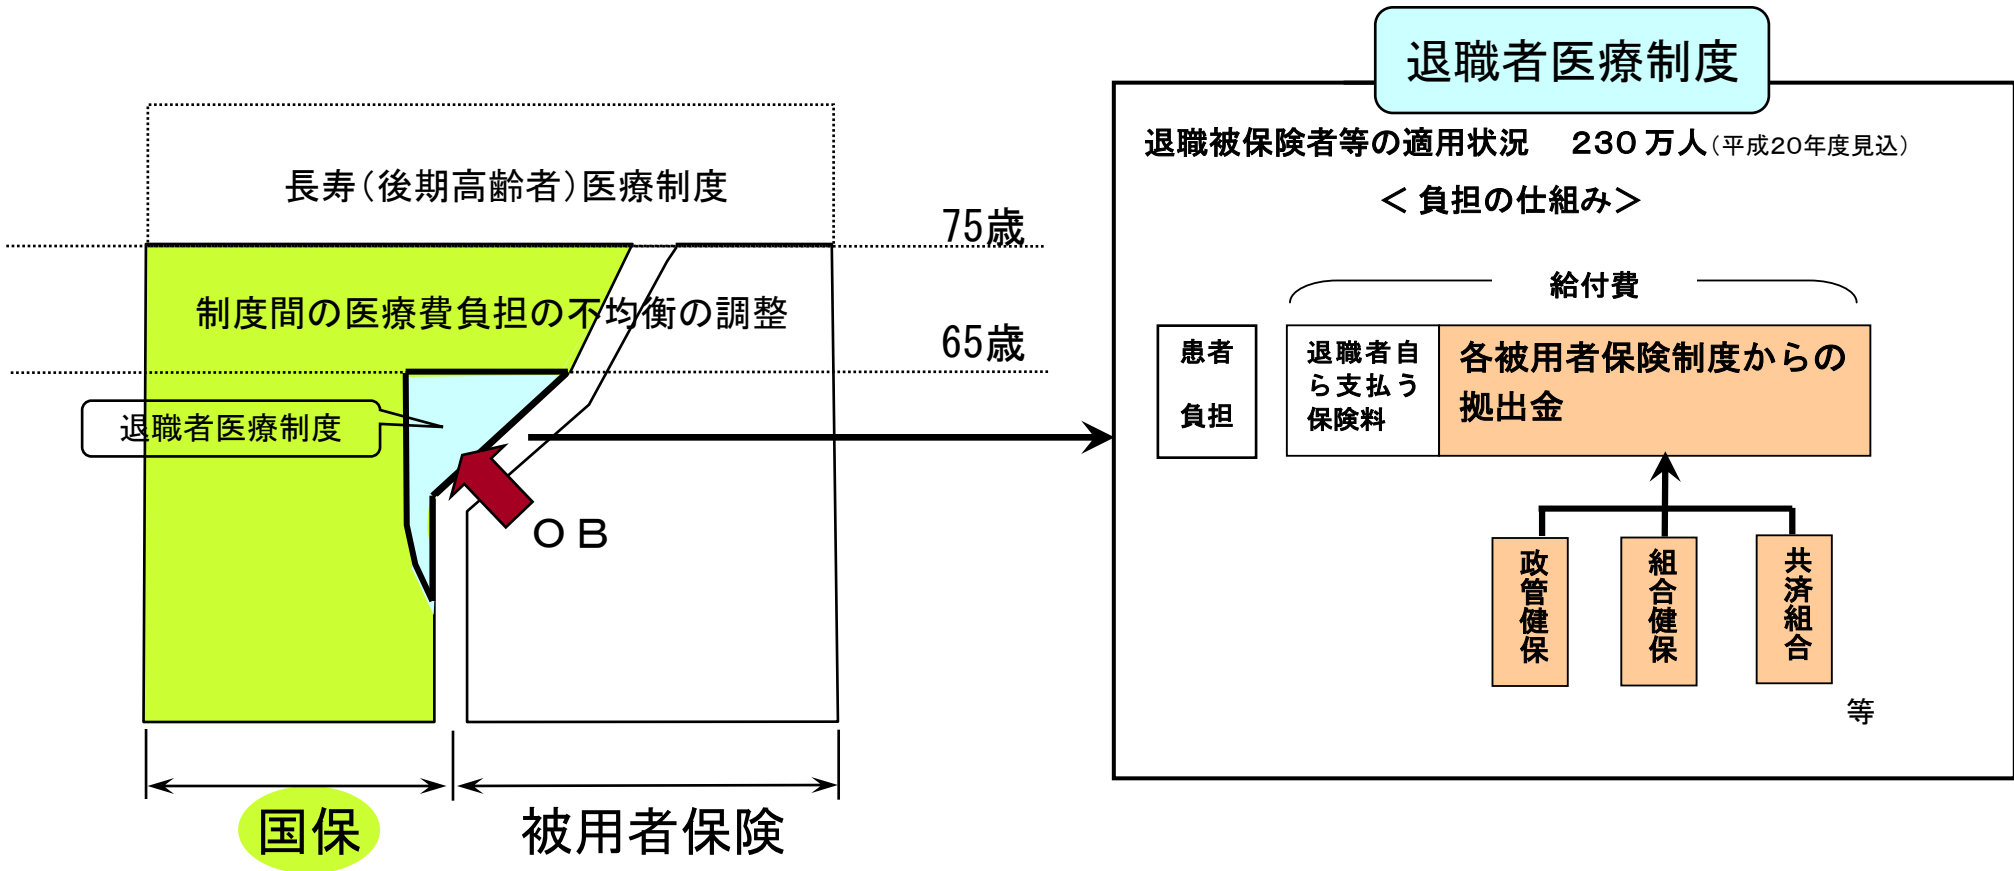 長寿（後期高齢者）医療制度
75歳
制度間の医療費負担の不均衡の調整
65歳
退職者医療制度
ＯＢ
国保
被用者保険
退職者医療制度
退職被保険者等の適用状況　２３０万人（平成２０年度見込）
＜負担の仕組み＞
給付費
患者
負担
退職者自
ら支払う
保険料
各被用者保険制度からの
拠出金
政管健保
組合健保
共済組合
等